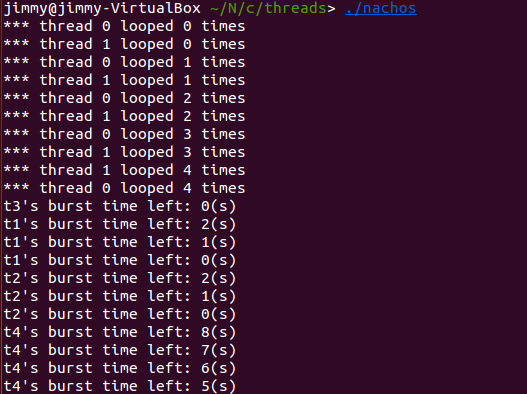 jimmy@jimmy-VirtualBox ~/N/c/threads> ./nachos
*** thread 0 looped 0 times
*** thread 1 looped 0 times
*** thread 0 looped 1 times
*** thread 1 looped 1 times
*** thread 0 looped 2 times
*** thread 1 looped 2 times
*** thread 0 looped 3 times
*** thread 1 looped 3 times
*** thread 1 looped 4 times
*** thread 0 looped 4 times
t3's burst time left: 0(s)
t1's burst time left: 2(s)
t1's burst time left: 1(s)
t1's burst time left: 0(s)
t2's burst time left: 2(s)
t2's burst time left: 1(s)
t2's burst time left: 0(s)
t4's burst time left: 8(s)
t4's burst time left: 7(s)
t4's burst time left: 6(s)
t4's burst time left: 5(s)